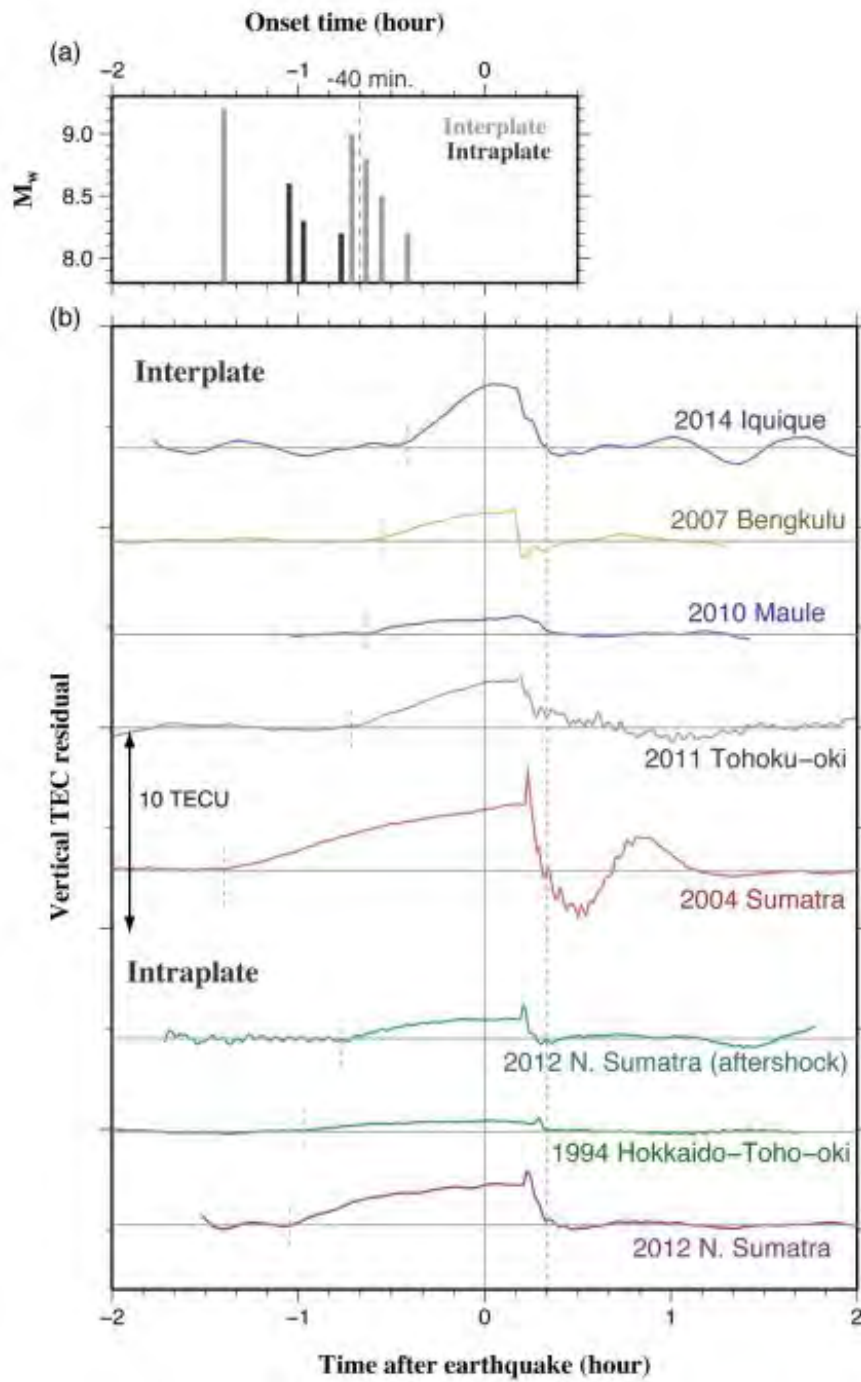 Onset time (hour)
(a)
−2 −1 0
-40 min.
Interplate
Intraplate
9.0
8.5
8.0
Mw
(b)
Interplate
2014 Iquique
2007 Bengkulu
2010 Maule
2011 Tohoku−oki
10 TECU
2004 Sumatra
Vertical TEC residual
Intraplate
2012 N. Sumatra (aftershock)
1994 Hokkaido−Toho−oki
2012 N. Sumatra
−2 −1 0 1 2
Time after earthquake (hour)